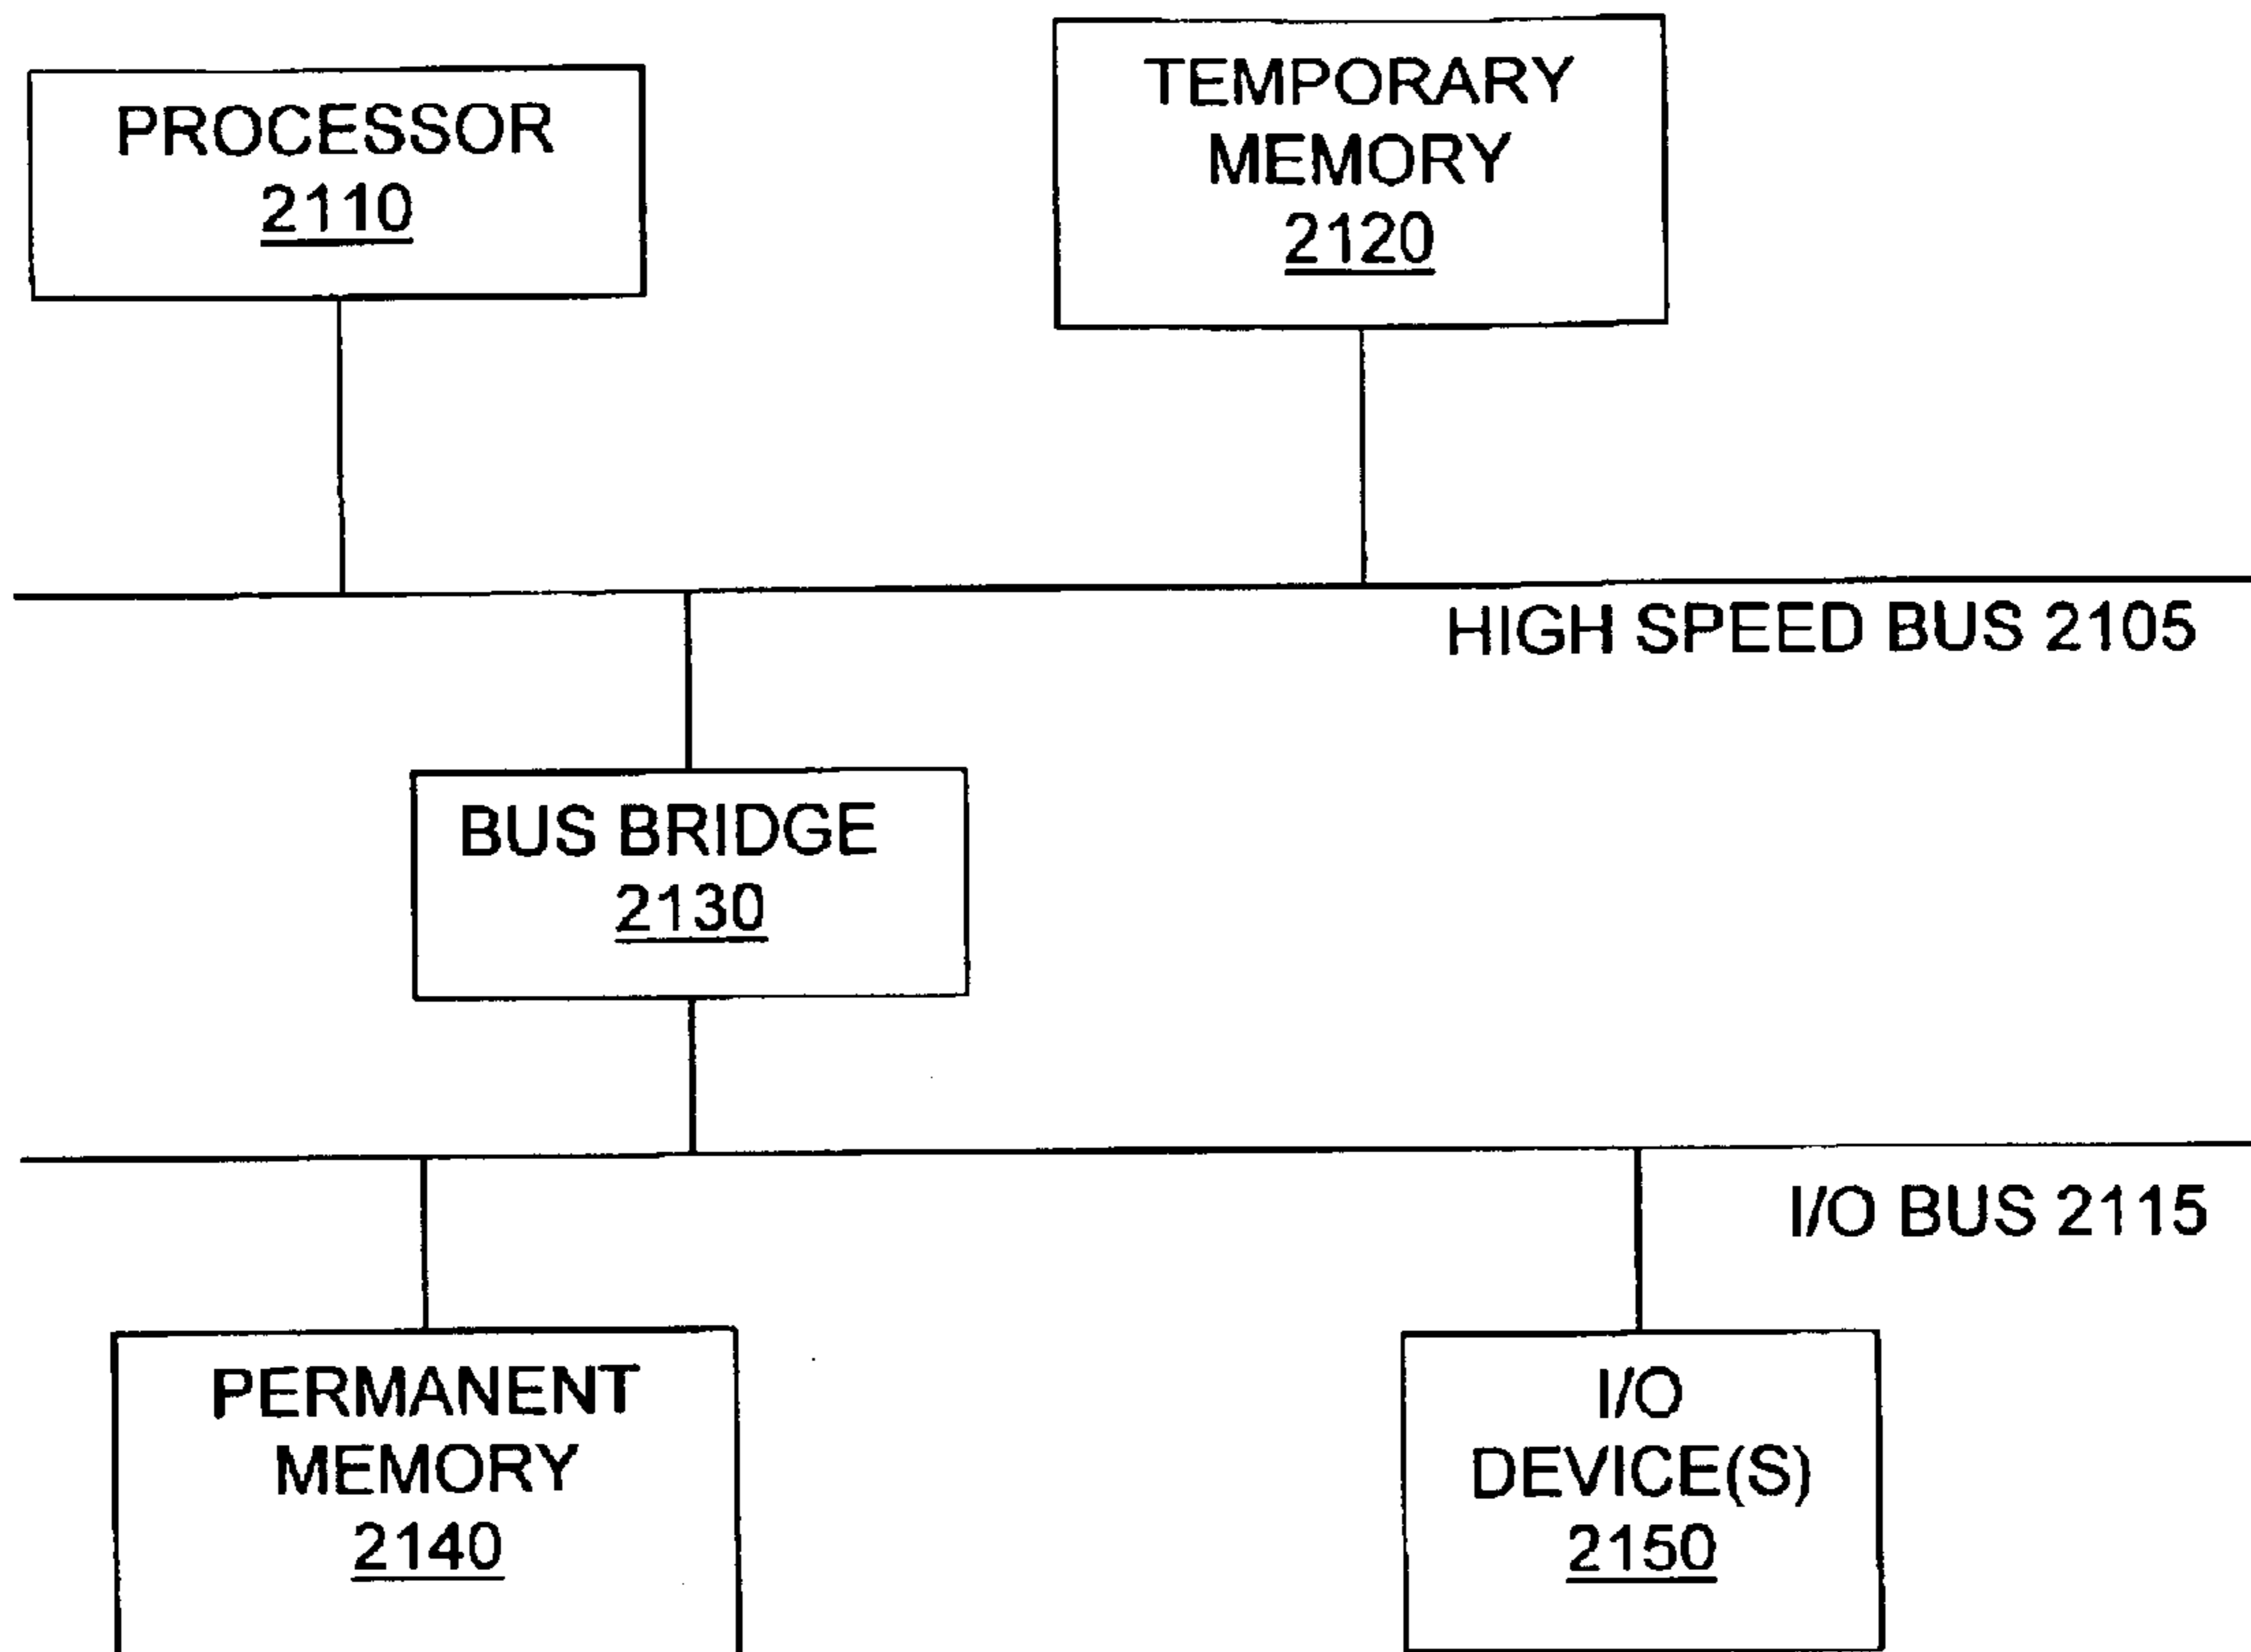 PROCESSOR
2110
TEMPORARY
MEMORY
2120
HIGH SPEED BUS 2105
BUS BRIDGE
2130
I/O BUS 2115
PERMANENT
MEMORY
2140
I/O
DEVICE(S)
2150